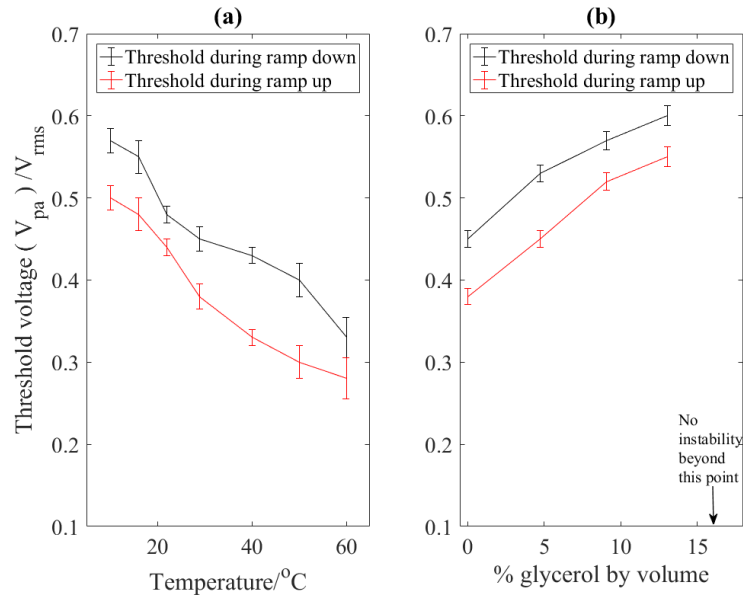 (a)
Threshold voltage ( V_pa ) /V_rms
0.7
0.6
0.5
0.4
0.3
0.2
0.1
Threshold during ramp down
Threshold during ramp up
20
40
60
Temperature/°C
(b)
0.7
0.6
0.5
0.4
0.3
0.2
0.1
Threshold during ramp down
Threshold during ramp up
No
instability
beyond
this point
0
5
10
15
% glycerol by volume